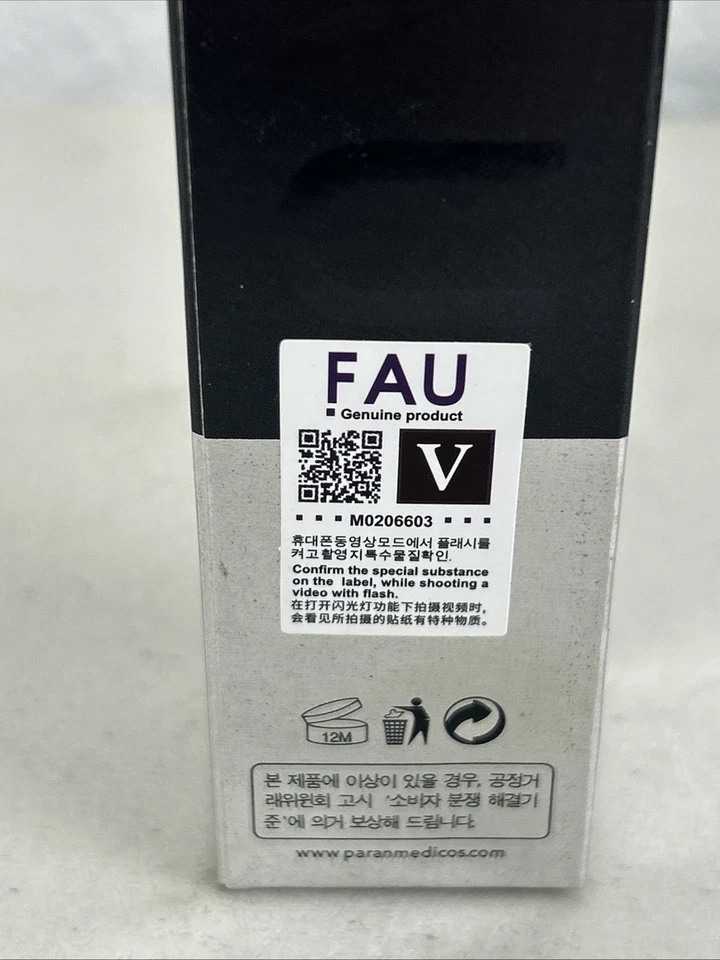 FAU
Genuine product
V
M0206603
휴대폰동영상모드에서 플래시를
켜고촬영지특수물질확인.
Confirm the special substance
on the label, while shooting a
video with flash.
在打开闪光灯功能下拍摄视频时,
会看见所拍摄的贴纸有特种物质。
12M
본 제품에 이상이 있을 경우, 공정거
래위원회 고시 '소비자 분쟁 해결기
준'에 의거 보상해 드립니다.
www.paranmedicos.com